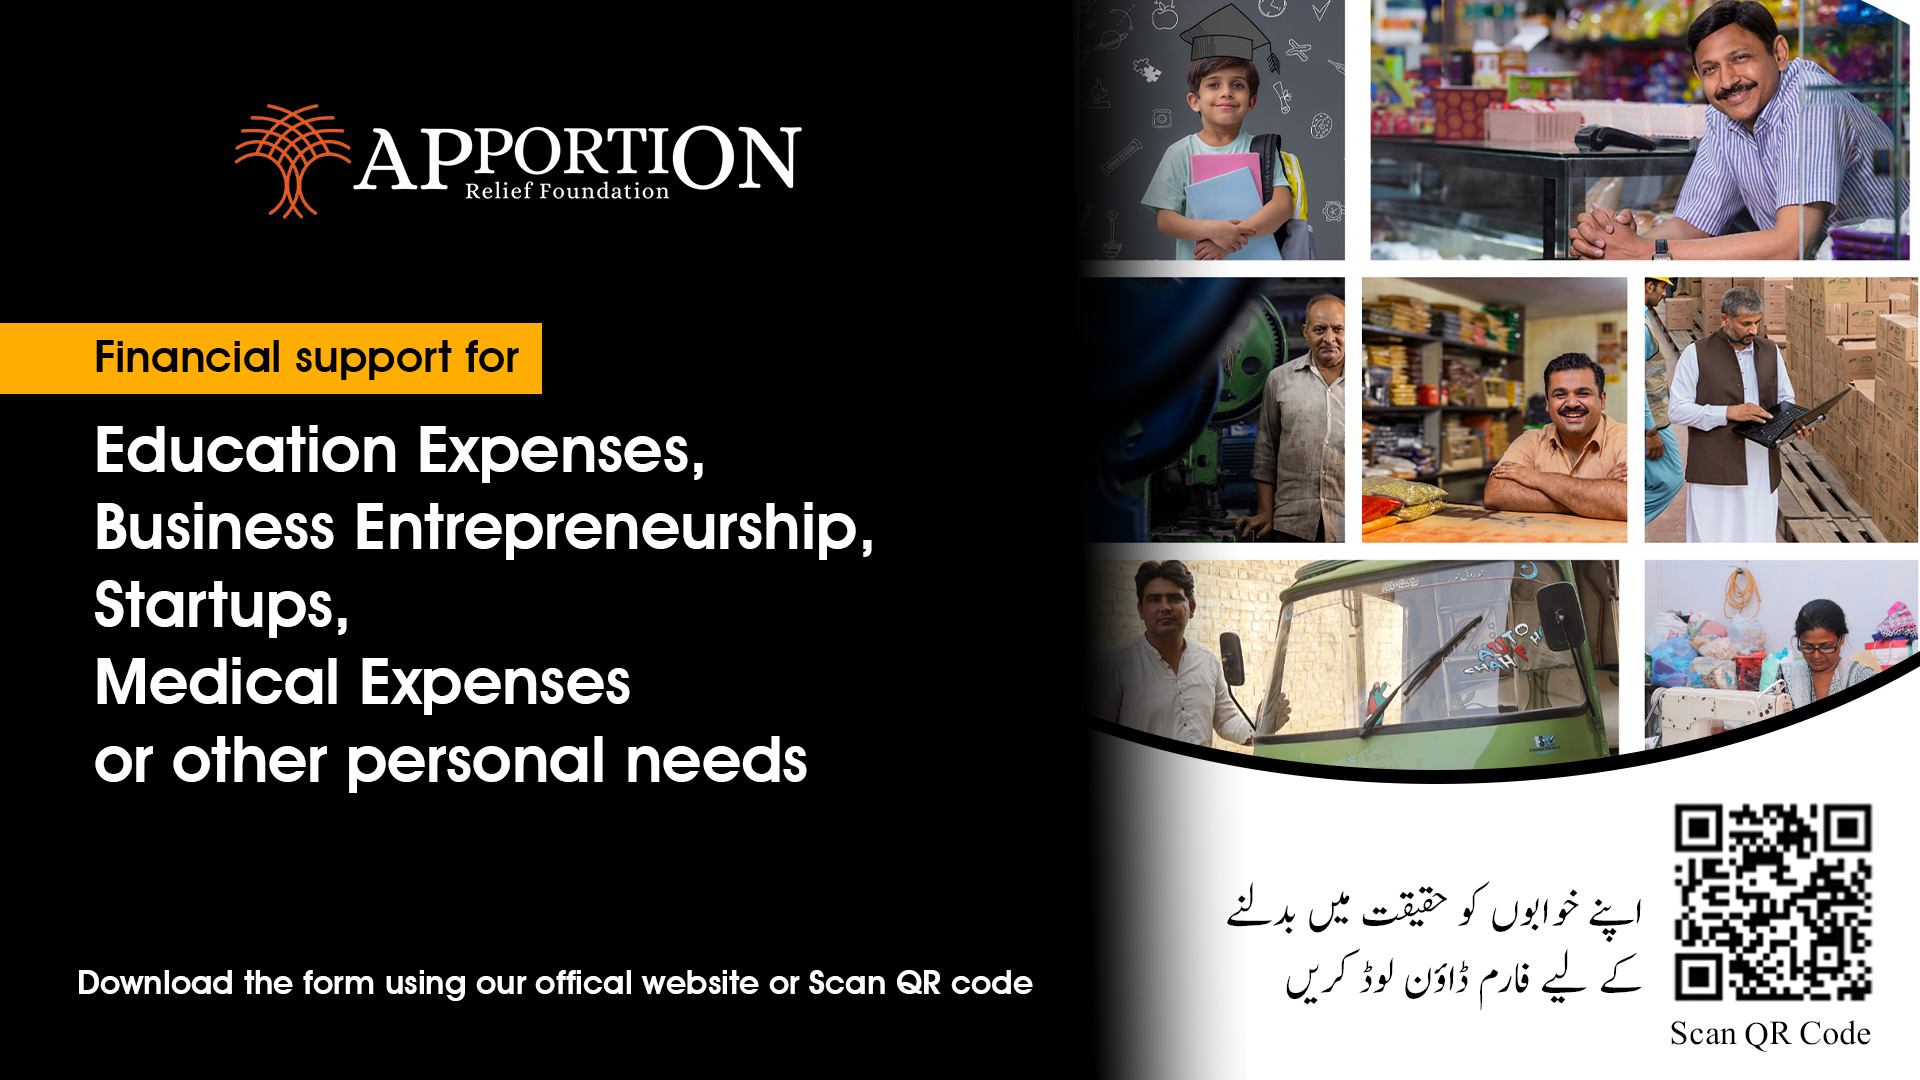 APPORTION
Relief Foundation
Financial support for
Education Expenses,
Business Entrepreneurship,
Startups,
Medical Expenses
or other personal needs
Download the form using our offical website or Scan QR code
AUTO
SHAH
اپنے خوابوں کو حقیقت میں بدلنے
کے لیے فارم ڈاؤن لوڈ کریں
Scan QR Code